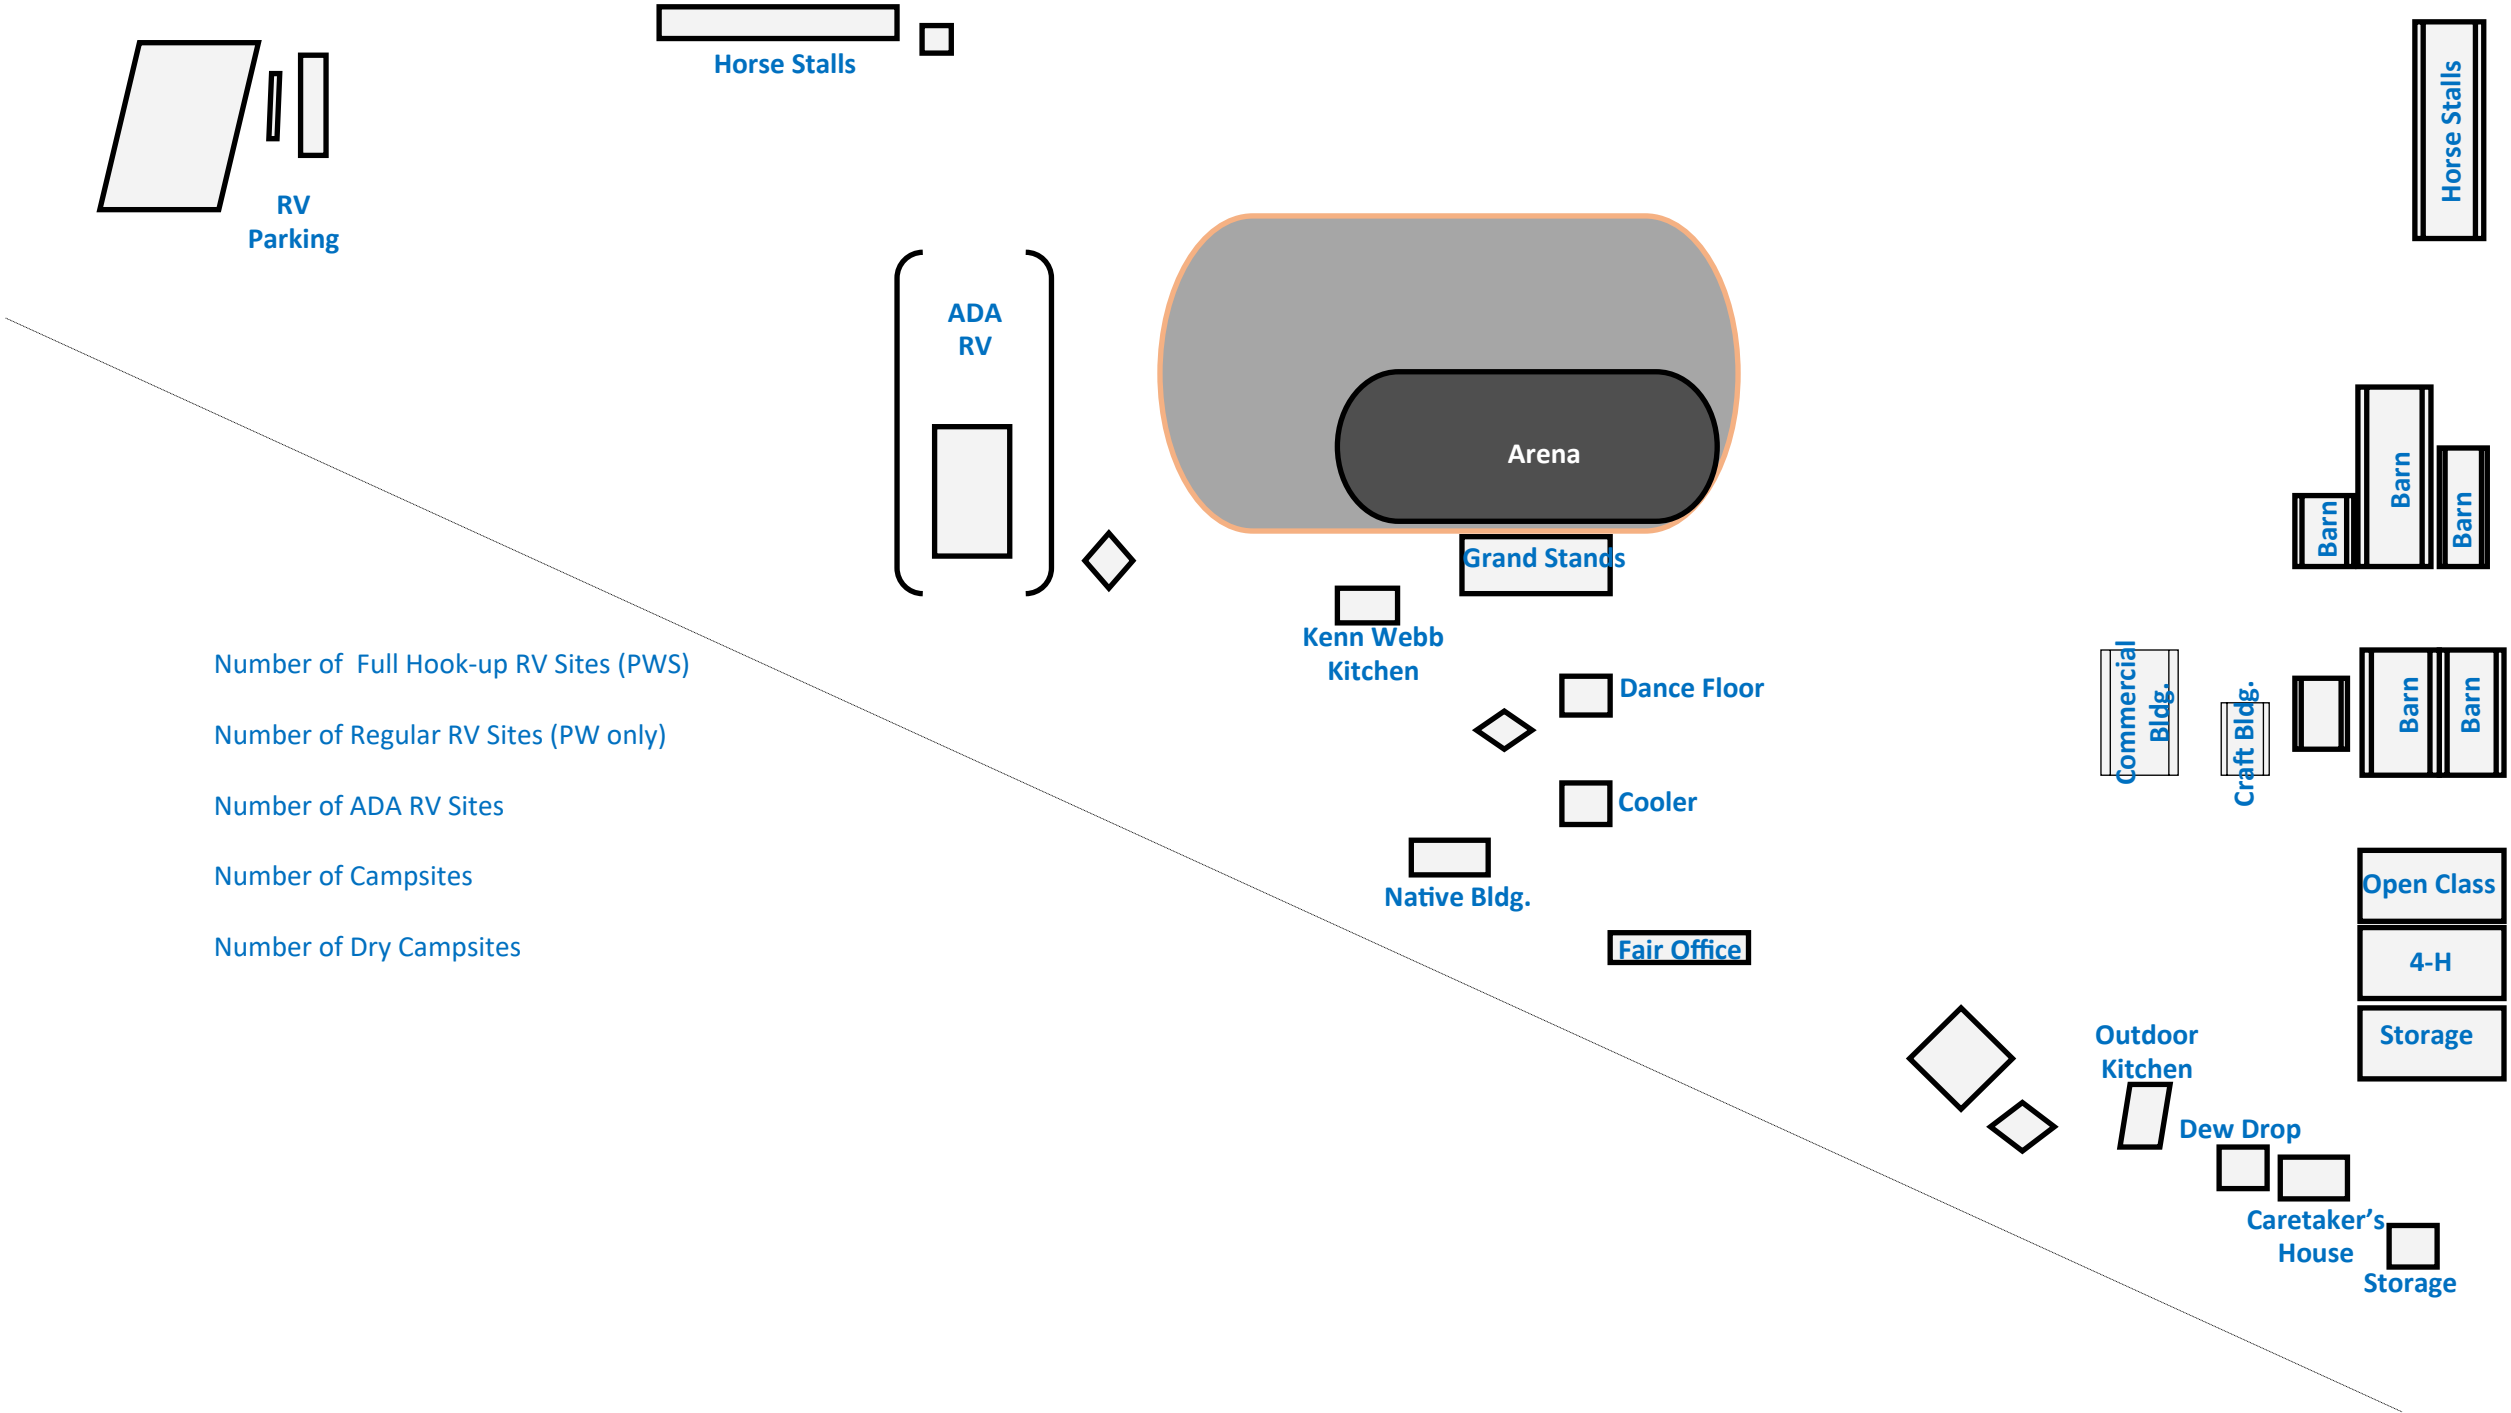 Horse Stalls
Horse Stalls
RV
Parking
ADA
RV
Arena
Barn
Barn
Barn
Grand Stands
Kenn Webb
Kitchen
Number of  Full Hook-up RV Sites (PWS)
Dance Floor
Commercial
Bldg.
Craft Bldg.
Barn
Barn
Number of Regular RV Sites (PW only)
Number of ADA RV Sites
Cooler
Number of Campsites
Native Bldg.
Open Class
Number of Dry Campsites
Fair Office
4-H
Outdoor
Kitchen
Storage
Dew Drop
Caretaker’s
House
Storage